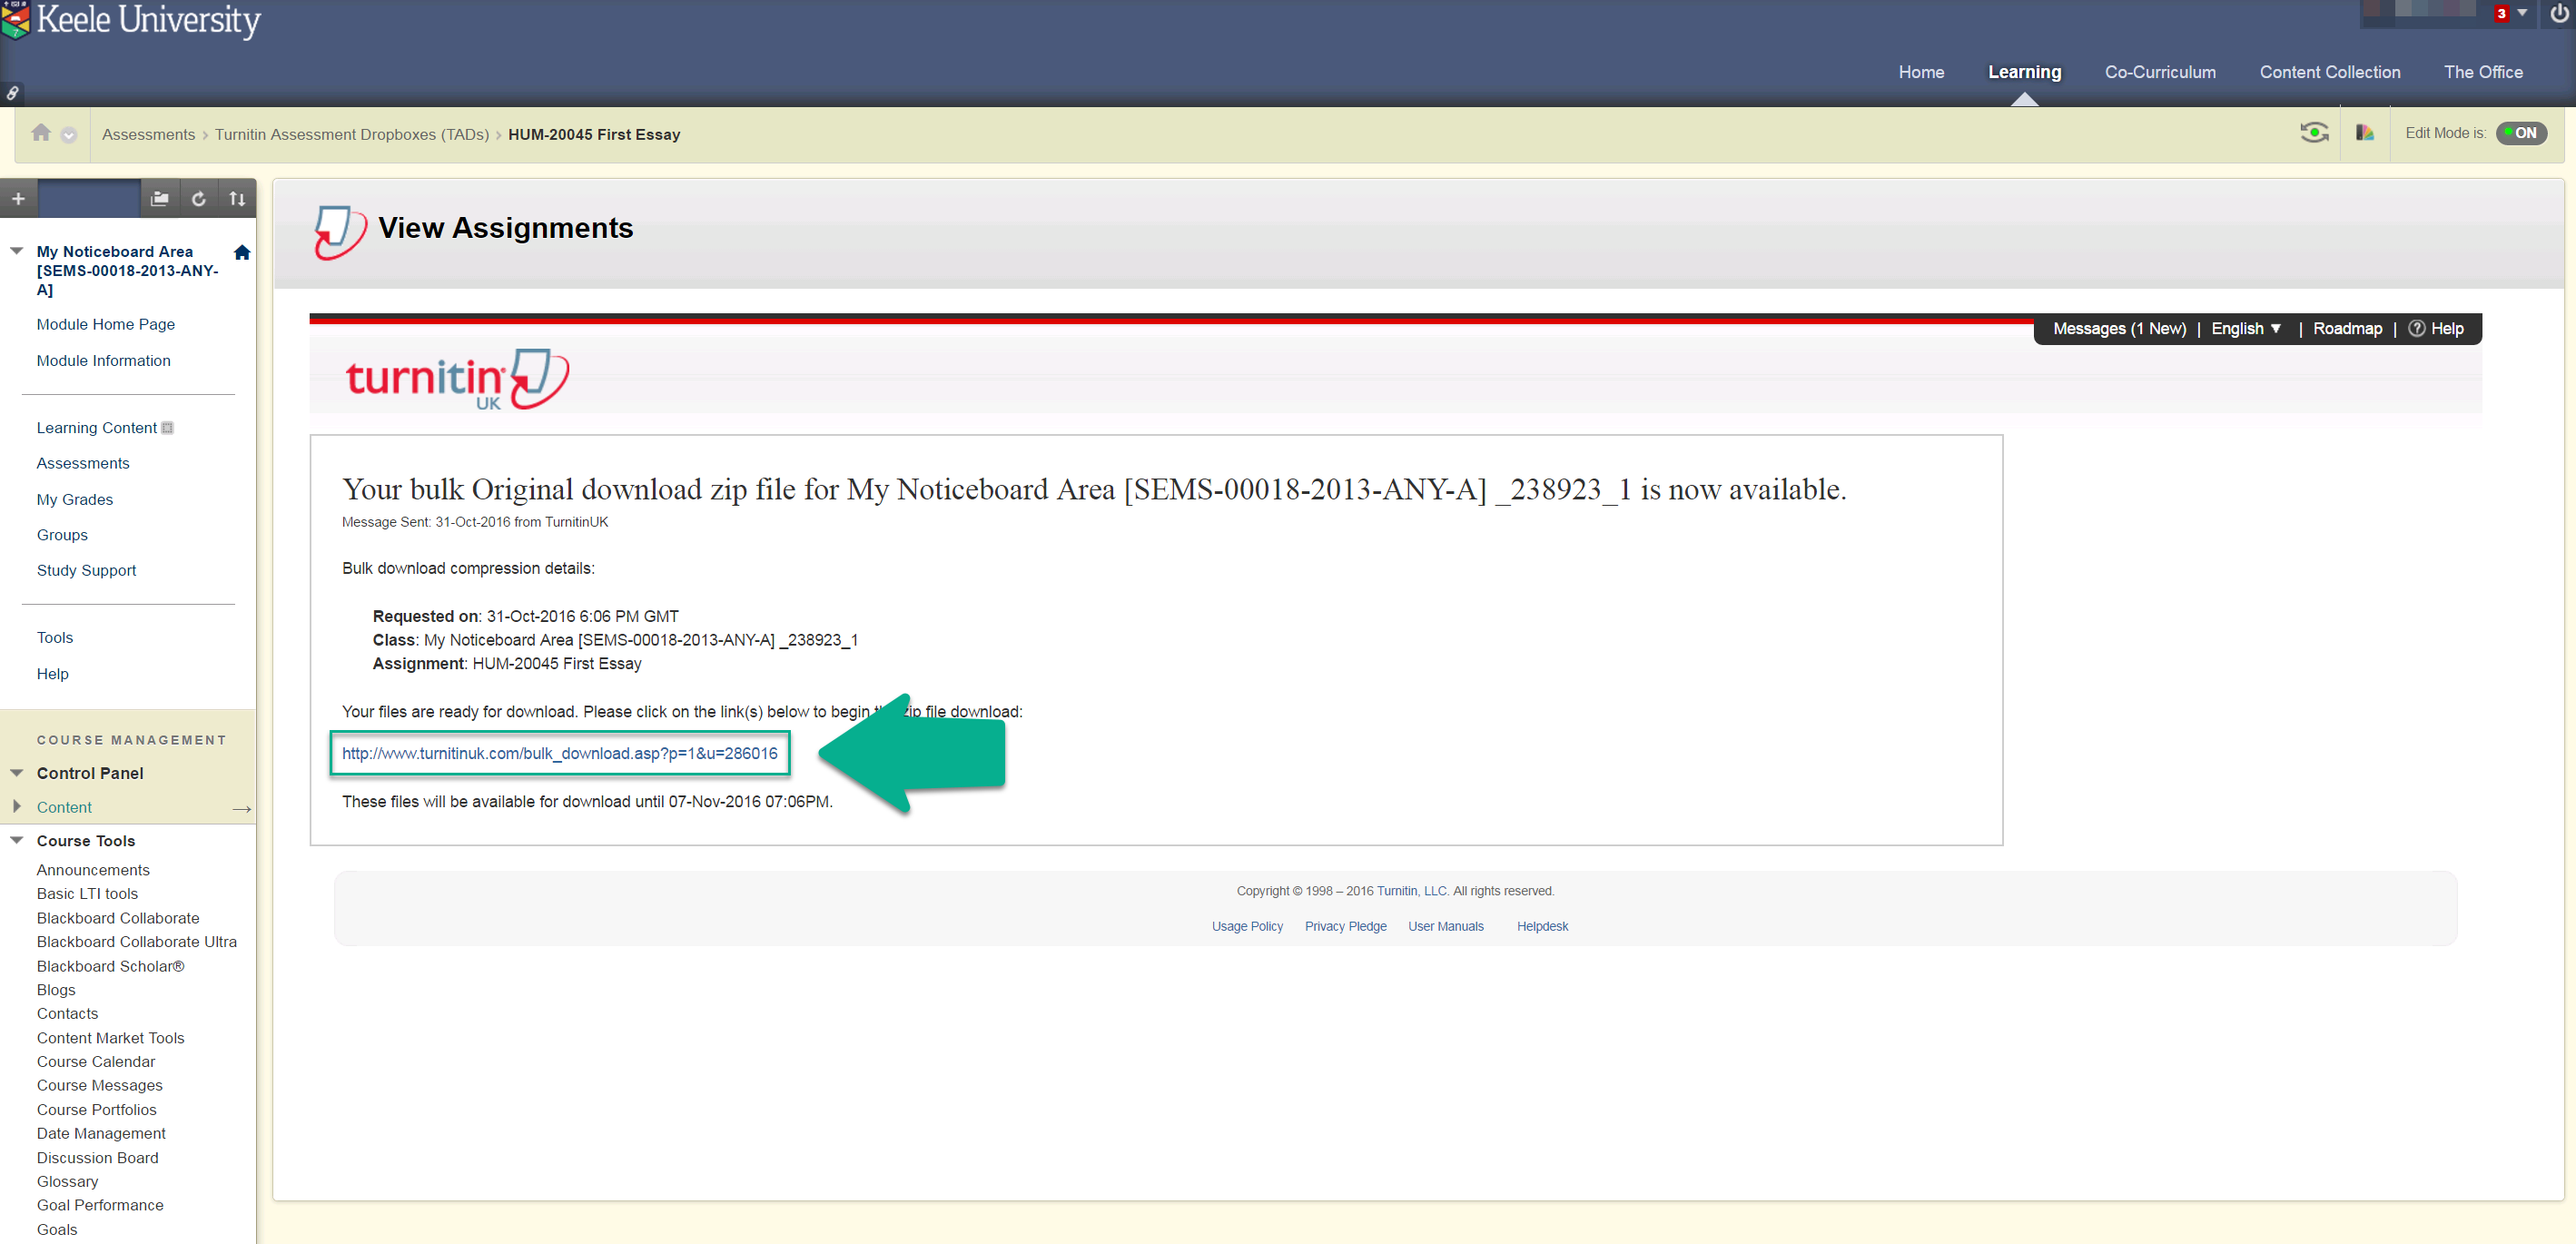 Keele University
3
Home
Learning
Co-Curriculum
Content Collection
The Office
Assessments > Turnitin Assessment Dropboxes (TADs) > HUM-20045 First Essay
Edit Mode is: ON
My Noticeboard Area
[SEMS-00018-2013-ANY-
A]
Module Home Page
Module Information
Learning Content
Assessments
My Grades
Groups
Study Support
Tools
Help
COURSE MANAGEMENT
Control Panel
Content
Course Tools
Announcements
Basic LTI tools
Blackboard Collaborate
Blackboard Collaborate Ultra
Blackboard Scholar®
Blogs
Contacts
Content Market Tools
Course Calendar
Course Messages
Course Portfolios
Date Management
Discussion Board
Glossary
Goal Performance
Goals
View Assignments
Messages (1 New) | English ▼ | Roadmap | ? Help
turnitin
UK
Your bulk Original download zip file for My Noticeboard Area [SEMS-00018-2013-ANY-A] _238923_1 is now available.
Message Sent: 31-Oct-2016 from TurnitinUK
Bulk download compression details:
Requested on: 31-Oct-2016 6:06 PM GMT
Class: My Noticeboard Area [SEMS-00018-2013-ANY-A] _238923_1
Assignment: HUM-20045 First Essay
Your files are ready for download. Please click on the link(s) below to begin zip file download:
http://www.turnitinuk.com/bulk_download.asp?p=1&u=286016
These files will be available for download until 07-Nov-2016 07:06PM.
Copyright © 1998 – 2016 Turnitin, LLC. All rights reserved.
Usage Policy
Privacy Pledge
User Manuals
Helpdesk